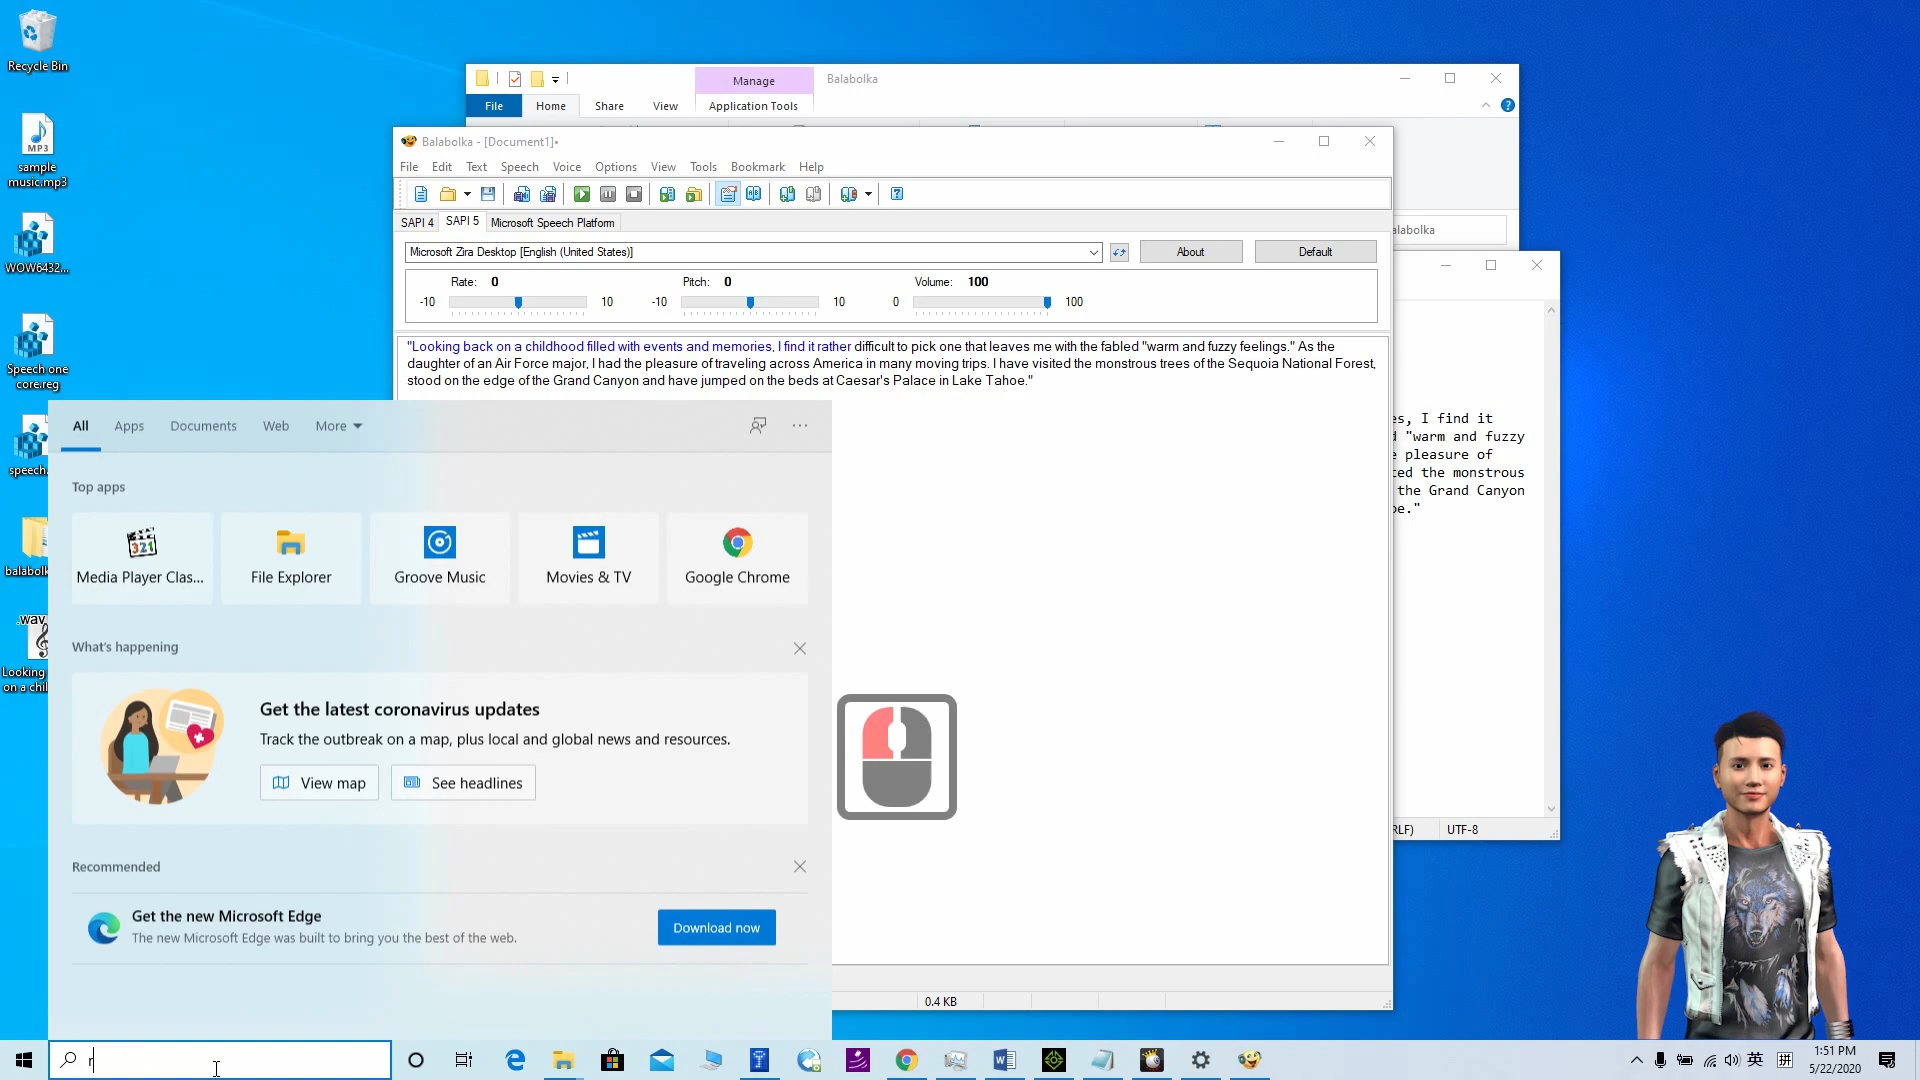 Recycle Bin
sample
music.mp3
WOW6432...
Speech one
core.reg
speech.
balabolk
.wav
Looking
on a chil
Manage
Balabolka
File
Home
Share
View
Application Tools
alabolka
Balabolka - [Document1]•
File Edit Text Speech Voice Options View Tools Bookmark Help
SAPI 4 SAPI 5 Microsoft Speech Platform
Microsoft Zira Desktop [English (United States)]
About
Default
Rate: 0
-10 10
Pitch: 0
-10 10
Volume: 100
0 100
"Looking back on a childhood filled with events and memories, I find it rather difficult to pick one that leaves me with the fabled "warm and fuzzy feelings." As the
daughter of an Air Force major, I had the pleasure of traveling across America in many moving trips. I have visited the monstrous trees of the Sequoia National Forest,
stood on the edge of the Grand Canyon and have jumped on the beds at Caesar's Palace in Lake Tahoe."
es, I find it
"warm and fuzzy
e pleasure of
ted the monstrous
the Grand Canyon
oe."
RLF) UTF-8
0.4 KB
All Apps Documents Web More
Top apps
Media Player Clas...
File Explorer
Groove Music
Movies & TV
Google Chrome
What's happening
Get the latest coronavirus updates
Track the outbreak on a map, plus local and global news and resources.
View map
See headlines
Recommended
Get the new Microsoft Edge
The new Microsoft Edge was built to bring you the best of the web.
Download now
r
英
拼
1:51 PM
5/22/2020